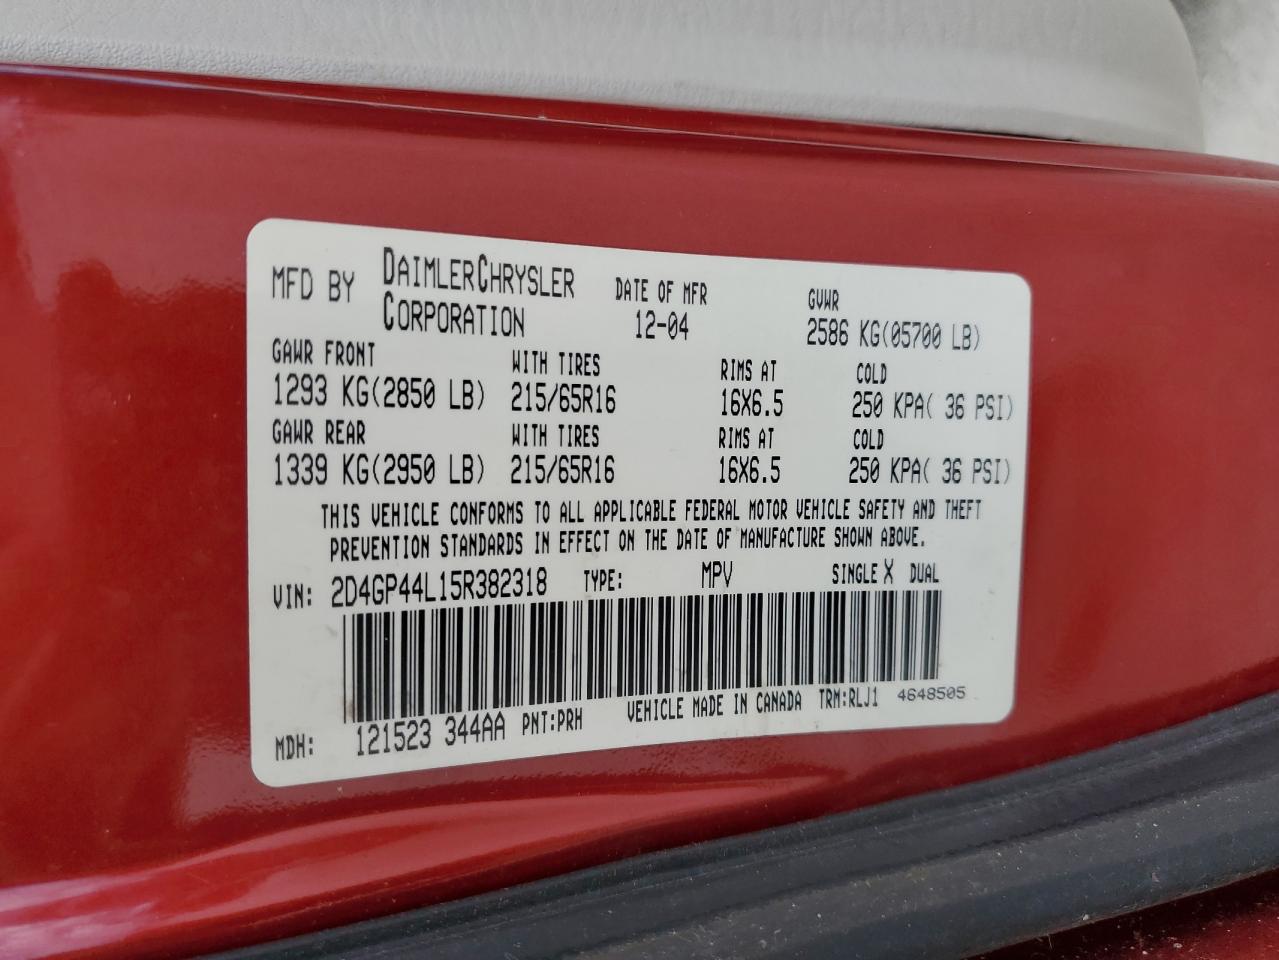 MFD BY DAIMLERCHRYSLER CORPORATION DATE OF MFR 12-04 GVWR 2586 KG(05700 LB)
GAWR FRONT WITH TIRES RIMS AT COLD
1293 KG(2850 LB) 215/65R16 16X6.5 250 KPA( 36 PSI)
GAWR REAR WITH TIRES RIMS AT COLD
1339 KG(2950 LB) 215/65R16 16X6.5 250 KPA( 36 PSI)
THIS VEHICLE CONFORMS TO ALL APPLICABLE FEDERAL MOTOR VEHICLE SAFETY AND THEFT
PREVENTION STANDARDS IN EFFECT ON THE DATE OF MANUFACTURE SHOWN ABOVE.
VIN: 2D4GP44L15R382318 TYPE: MPV SINGLE X DUAL
MDH: 121523 344AA PNT:PRH VEHICLE MADE IN CANADA TRM:RLJ1 4648505